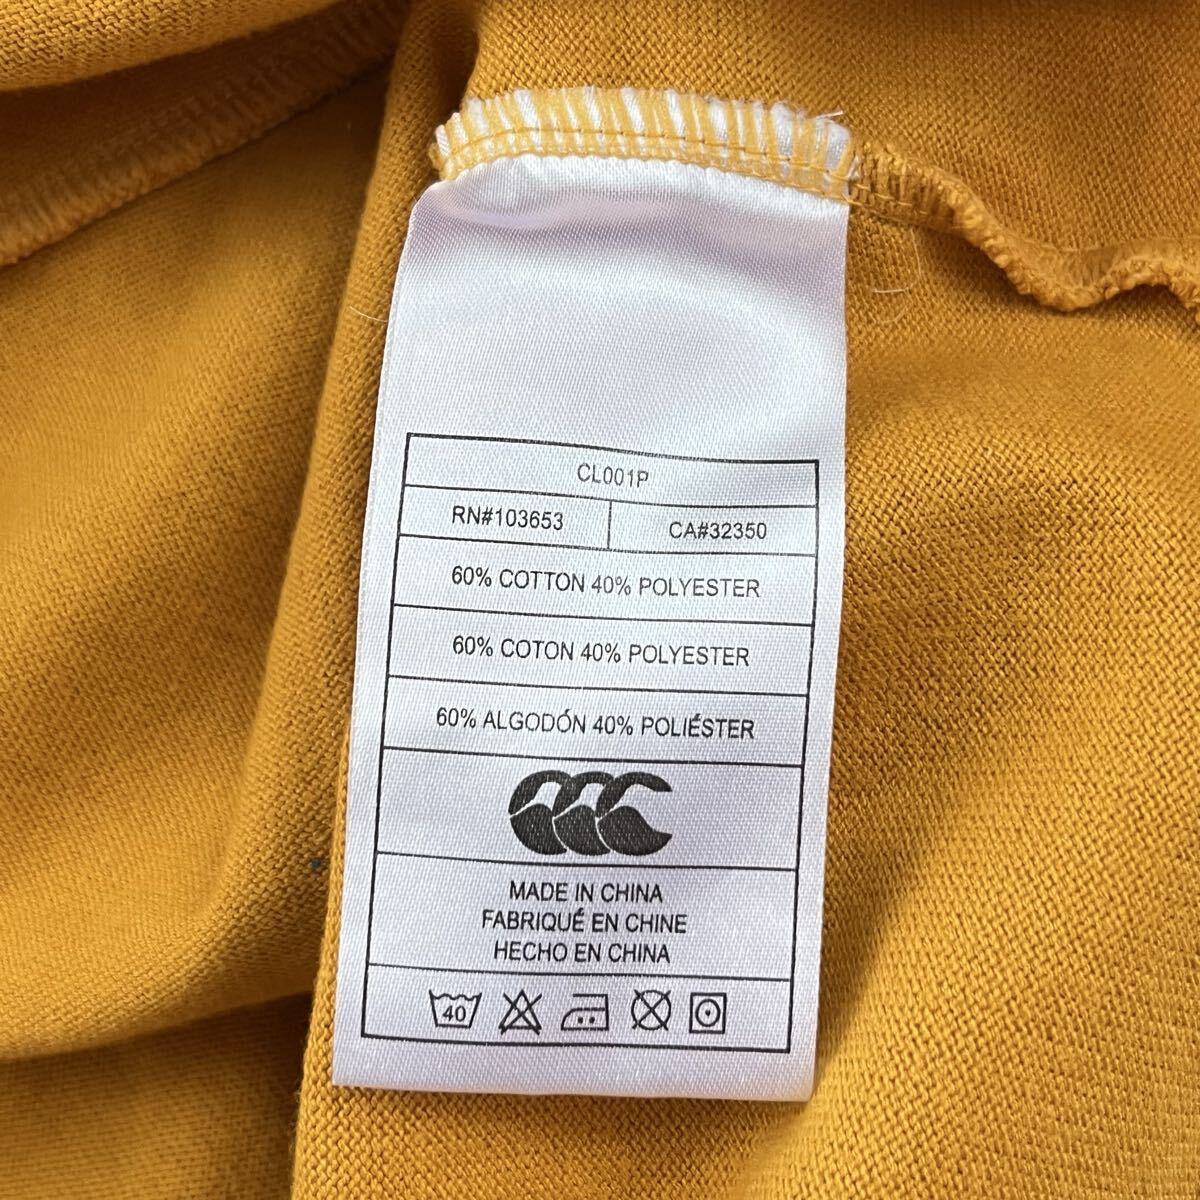 CL001P
RN#103653 CA#32350
60% COTTON 40% POLYESTER
60% COTON 40% POLYESTER
60% ALGODÓN 40% POLIÉSTER
MADE IN CHINA
FABRIQUÉ EN CHINE
HECHO EN CHINA
40